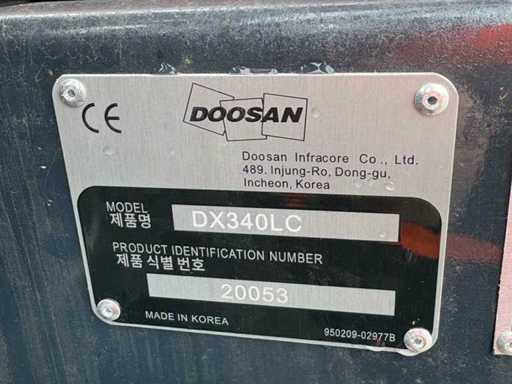 CE
DOOSAN
Doosan Infracore Co., Ltd.
489. Injung-Ro, Dong-gu,
Incheon, Korea
MODEL
제품명
DX340LC
PRODUCT IDENTIFICATION NUMBER
제품 식별 번호
20053
MADE IN KOREA
950209-02977B